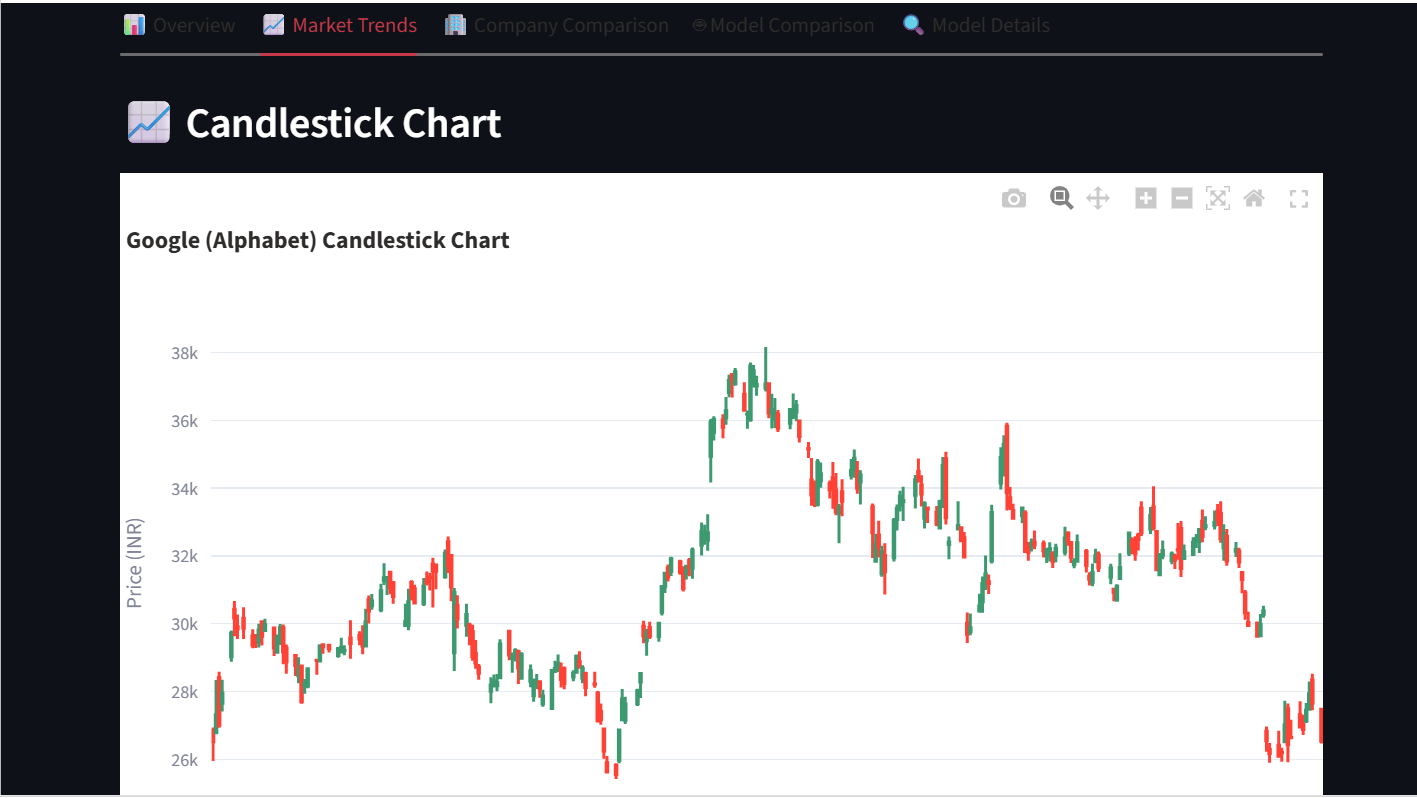 Overview Market Trends Company Comparison Model Comparison Model Details
Candlestick Chart
Google (Alphabet) Candlestick Chart
38k
36k
34k
32k
30k
28k
26k
Price (INR)